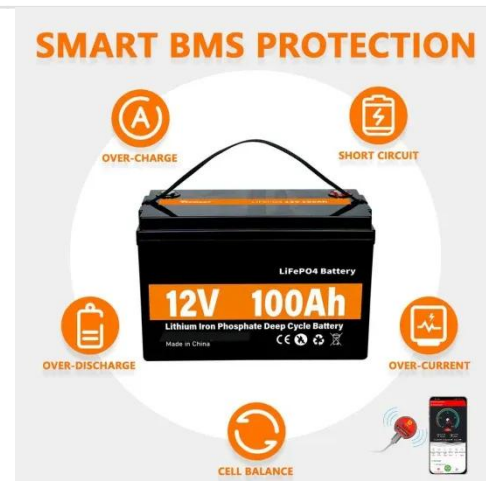 SMART BMS PROTECTION
OVER-CHARGE
SHORT CIRCUIT
LiFePO4 Battery
12V 100Ah
Lithium Iron Phosphate Deep Cycle Battery
Made in China
CE
OVER-DISCHARGE
OVER-CURRENT
CELL BALANCE